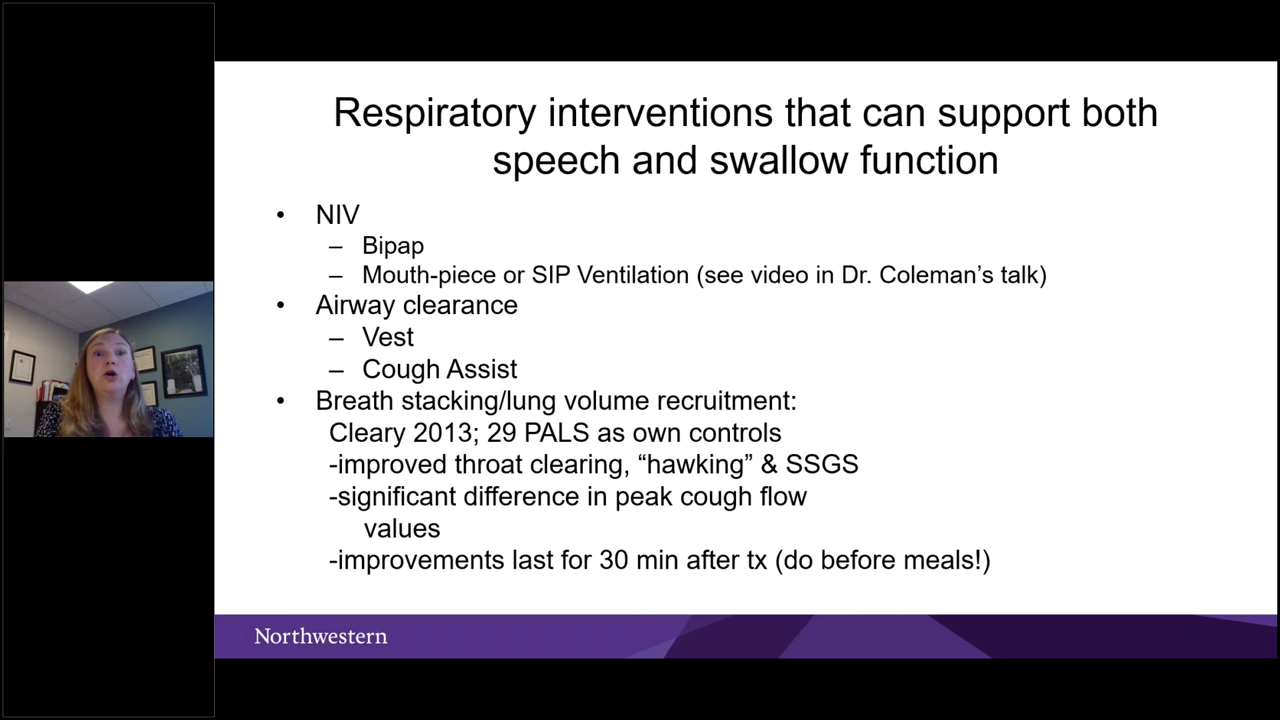 Respiratory interventions that can support both
speech and swallow function
• NIV
– Bipap
– Mouth-piece or SIP Ventilation (see video in Dr. Coleman’s talk)
• Airway clearance
– Vest
– Cough Assist
• Breath stacking/lung volume recruitment:
Cleary 2013; 29 PALS as own controls
-improved throat clearing, “hawking” & SSGS
-significant difference in peak cough flow
values
-improvements last for 30 min after tx (do before meals!)
Northwestern